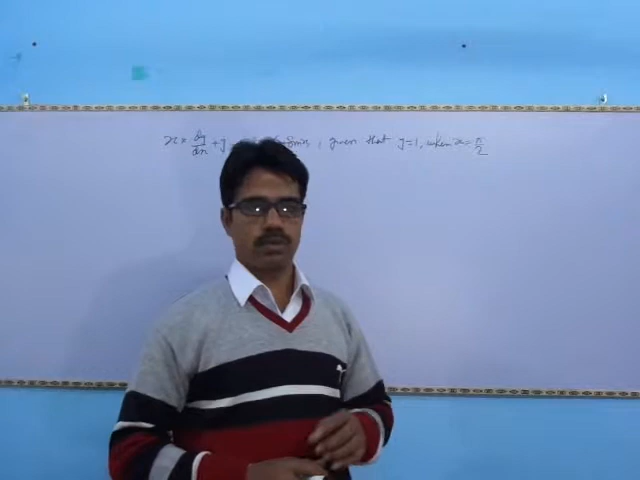 x × dy/dx + y sinx, given that y=1, when x=π/2